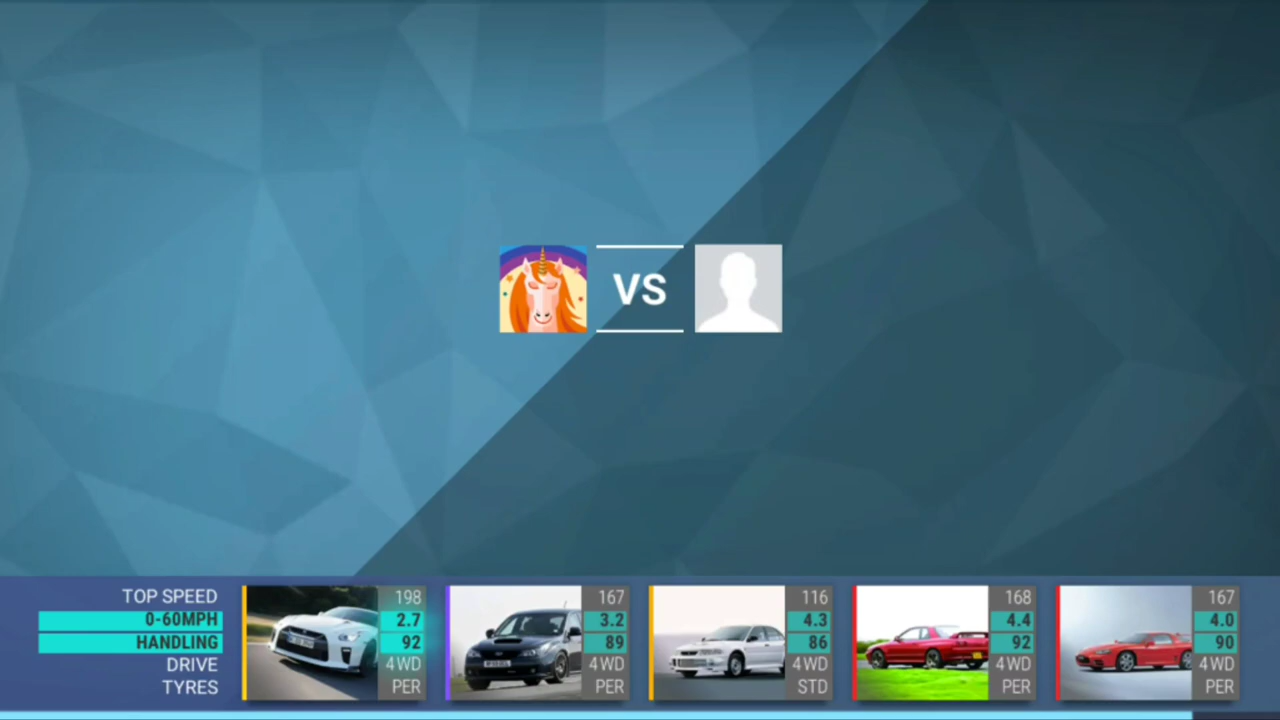 VS
TOP SPEED 198 167 116 168 167
0-60MPH 2.7 3.2 4.3 4.4 4.0
HANDLING 92 89 86 92 90
DRIVE 4WD 4WD 4WD 4WD 4WD
TYRES PER PER STD PER PER